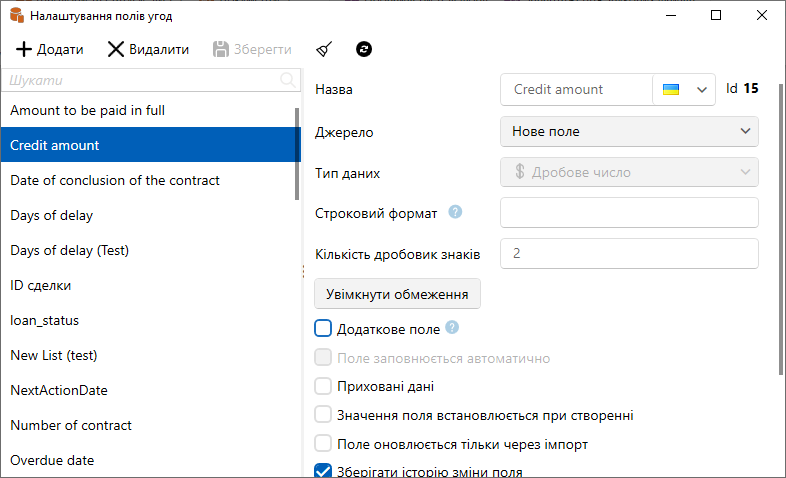 Налаштування полів угод
Додати Видалити Зберегти
Шукати
Amount to be paid in full
Credit amount
Date of conclusion of the contract
Days of delay
Days of delay (Test)
ID сделки
loan_status
New List (test)
NextActionDate
Number of contract
Overdue date
Назва Credit amount Id 15
Джерело Нове поле
Тип даних $ Дробове число
Строковий формат ?
Кількість дробовик знаків 2
Увімкнути обмеження
Додаткове поле ?
Поле заповнюється автоматично
Приховані дані
Значення поля встановлюється при створенні
Поле оновлюється тільки через імпорт
Зберігати історію зміни поля